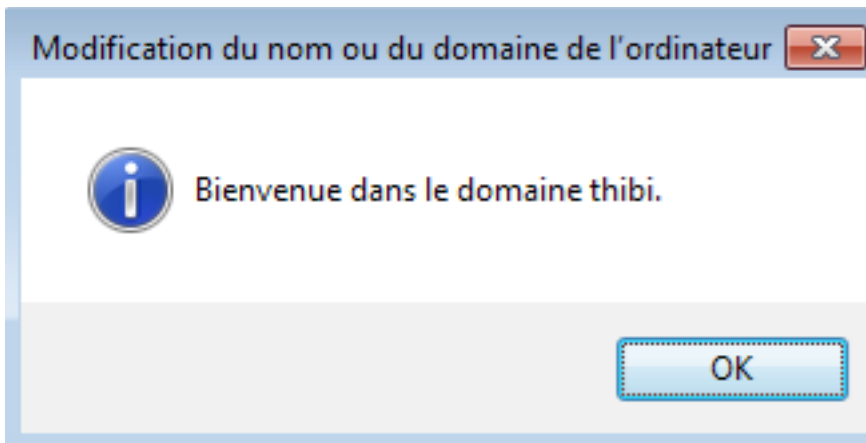 Modification du nom ou du domaine de l'ordinateur
Bienvenue dans le domaine thibi.
OK